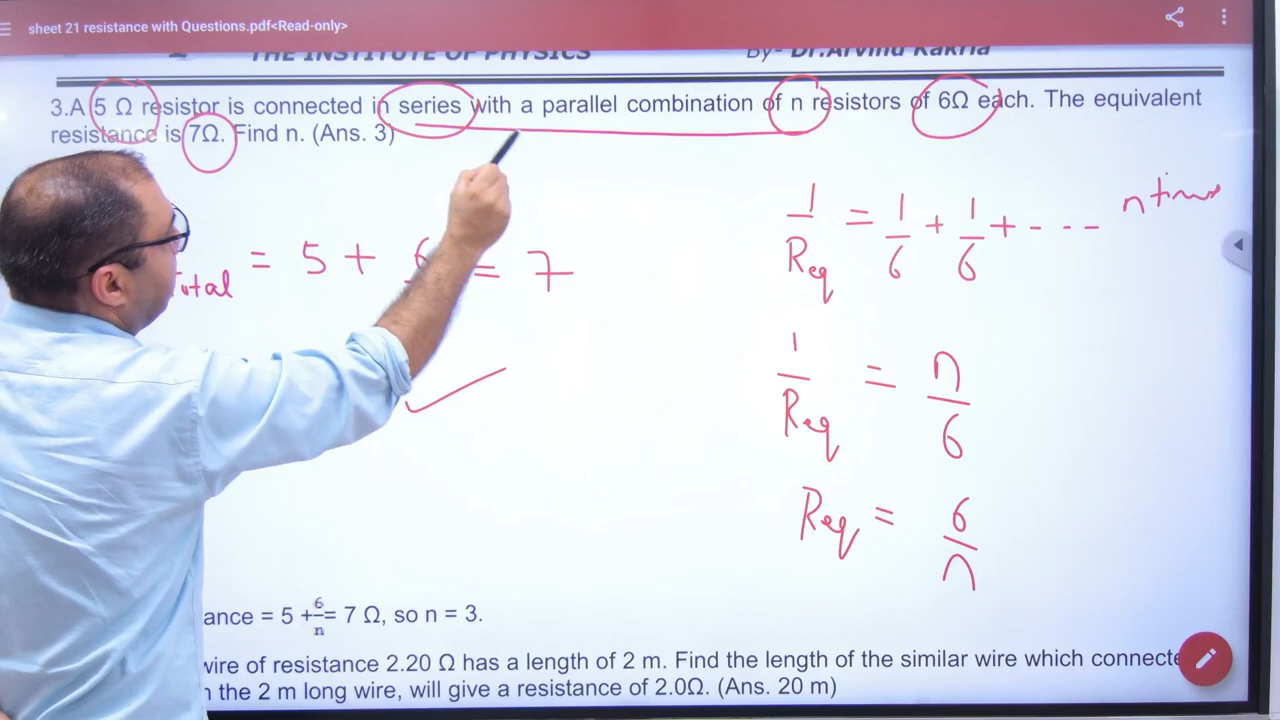 sheet 21 resistance with Questions.pdf<Read-only>
THE INSTITUTE OF PHYSICS By- Dr.Arvind Kakria
3.A 5 Ω resistor is connected in series with a parallel combination of n resistors of 6Ω each. The equivalent
resistance is 7Ω. Find n. (Ans. 3)
1/Req = 1/6 + 1/6 + - - - n times
Total = 5 + 6 = 7
1/Req = n/6
Req = 6/n
ance = 5 + 6/n = 7 Ω, so n = 3.
wire of resistance 2.20 Ω has a length of 2 m. Find the length of the similar wire which
the 2 m long wire, will give a resistance of 2.0Ω. (Ans. 20 m)